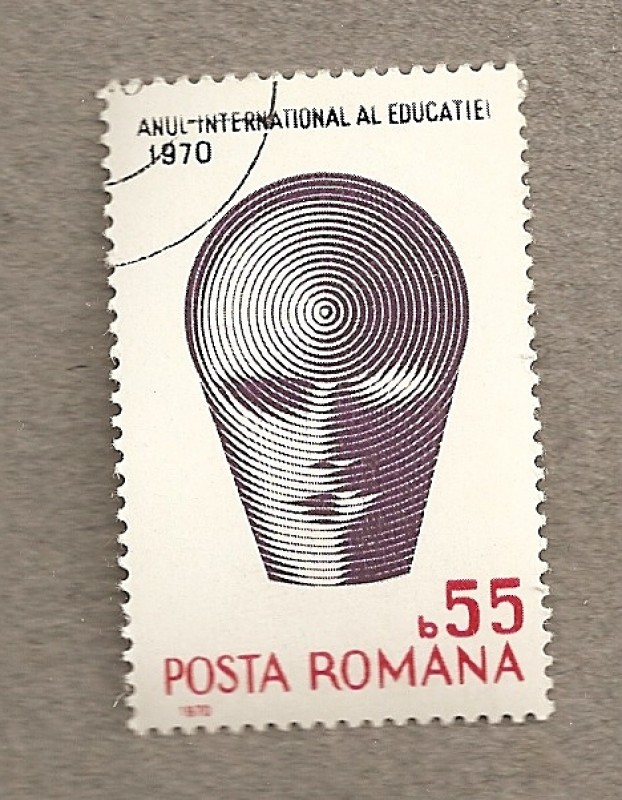 ANUL INTERNATIONAL AL EDUCATIEI
1970
b55
POSTA ROMANA
1970